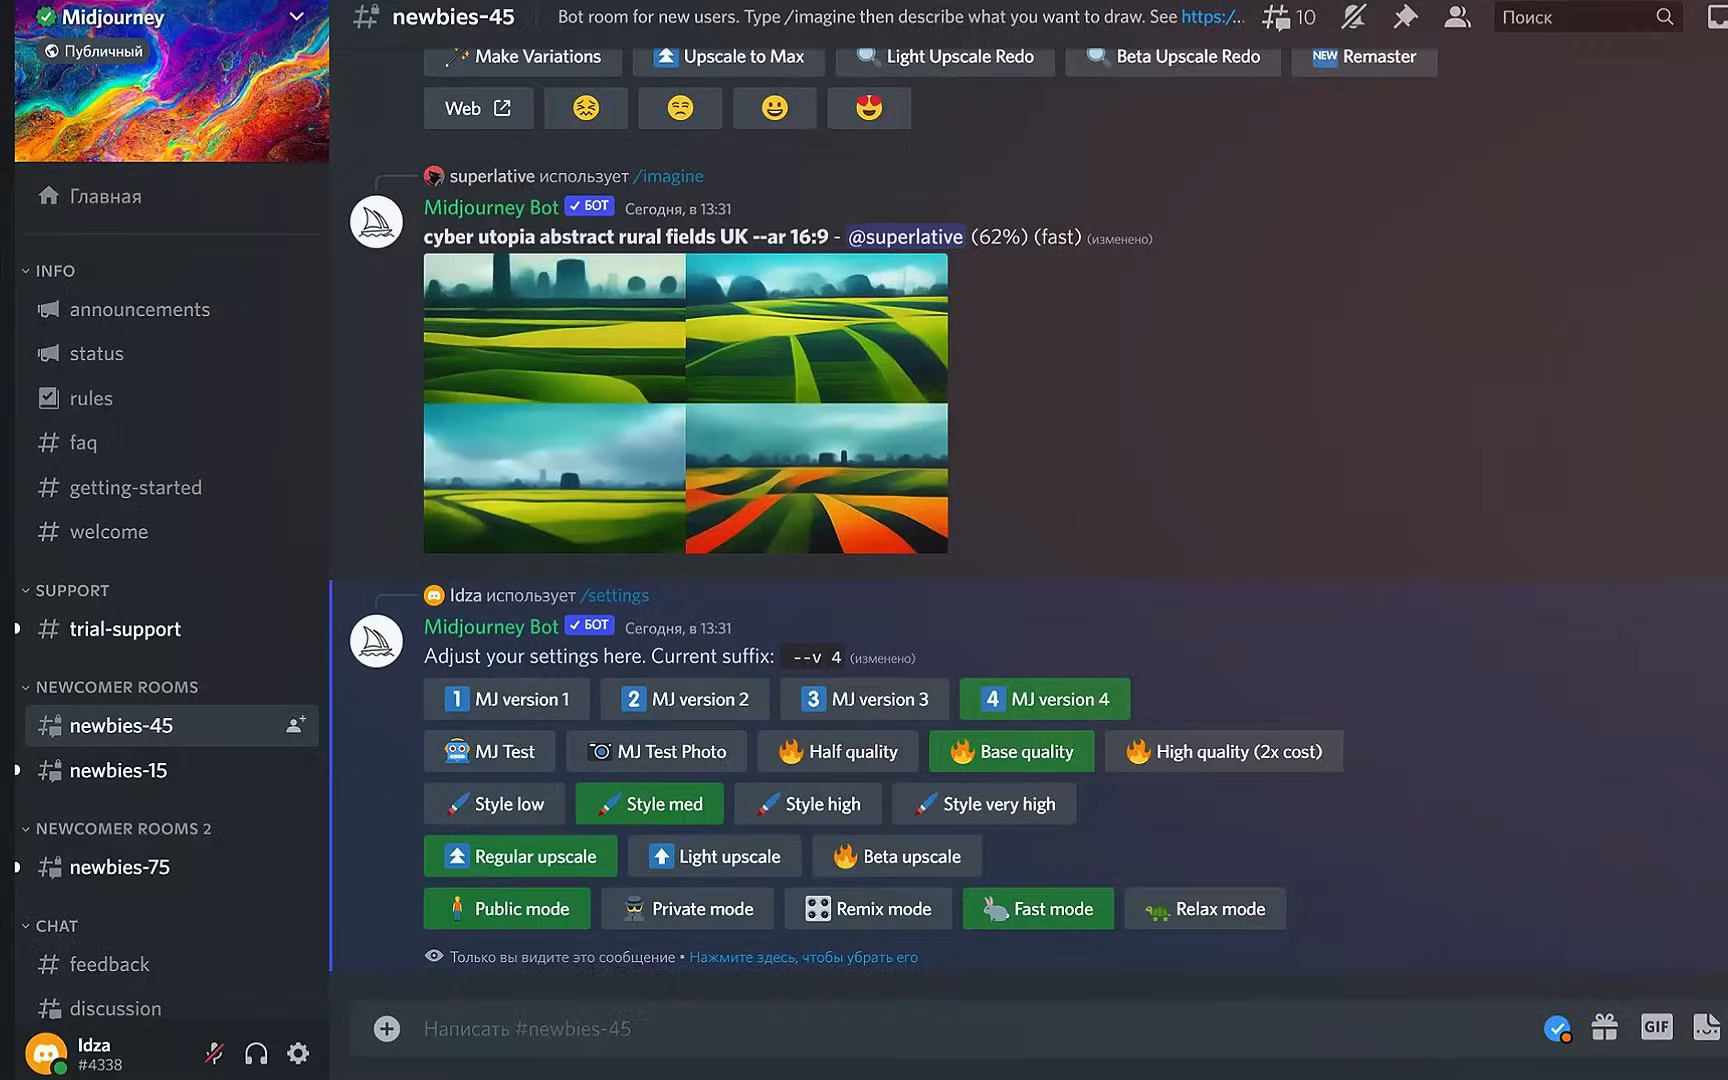 Midjourney
Публичный
Главная
INFO
announcements
status
rules
faq
getting-started
welcome
SUPPORT
trial-support
NEWCOMER ROOMS
newbies-45
newbies-15
NEWCOMER ROOMS 2
newbies-75
CHAT
feedback
discussion
Idza
#4338
newbies-45
Bot room for new users. Type /imagine then describe what you want to draw. See https:/...
10
Поиск
Make Variations
Upscale to Max
Light Upscale Redo
Beta Upscale Redo
NEW Remaster
Web
superlative использует /imagine
Midjourney Bot ✓ БОТ Сегодня, в 13:31
cyber utopia abstract rural fields UK --ar 16:9 - @superlative (62%) (fast) (изменено)
Idza использует /settings
Midjourney Bot ✓ БОТ Сегодня, в 13:31
Adjust your settings here. Current suffix: --v 4 (изменено)
1 MJ version 1
2 MJ version 2
3 MJ version 3
4 MJ version 4
MJ Test
MJ Test Photo
Half quality
Base quality
High quality (2x cost)
Style low
Style med
Style high
Style very high
Regular upscale
Light upscale
Beta upscale
Public mode
Private mode
Remix mode
Fast mode
Relax mode
Только вы видите это сообщение • Нажмите здесь, чтобы убрать его
Написать #newbies-45
GIF